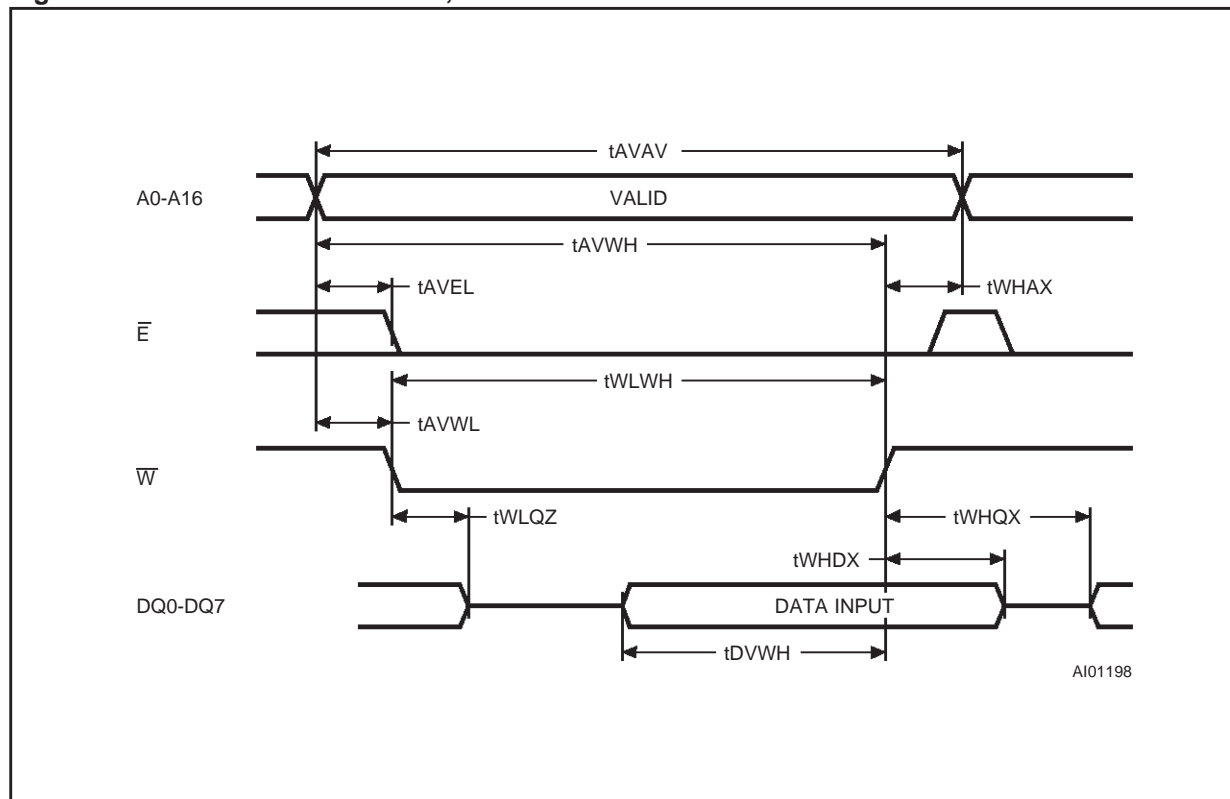 tAVAV
A0-A16
VALID
tAVWH
tAVEL
tWHAX
E
tWLWH
tAVWL
W
tWLQZ
tWHQX
tWHDX
DQ0-DQ7
DATA INPUT
tDVWH
AI01198